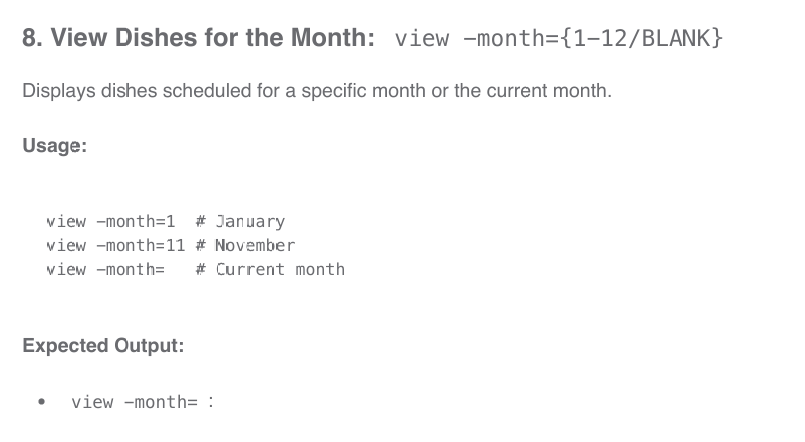 8. View Dishes for the Month: view -month={1-12/BLANK}
Displays dishes scheduled for a specific month or the current month.
Usage:
view -month=1  # January
view -month=11 # November
view -month=   # Current month
Expected Output:
• view -month= :